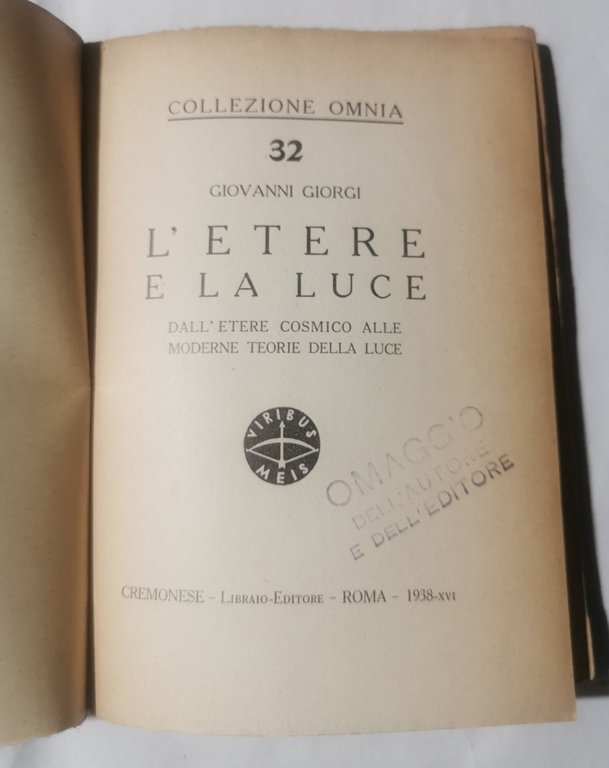 COLLEZIONE OMNIA
32
GIOVANNI GIORGI
L'ETERE
E LA LUCE
DALL'ETERE COSMICO ALLE
MODERNE TEORIE DELLA LUCE
VIRIBUS
MEIS
OMAGGIO
DELL'AUTORE
E DELL'EDITORE
CREMONESE - LIBRAIO-EDITORE - ROMA - 1938-XVI